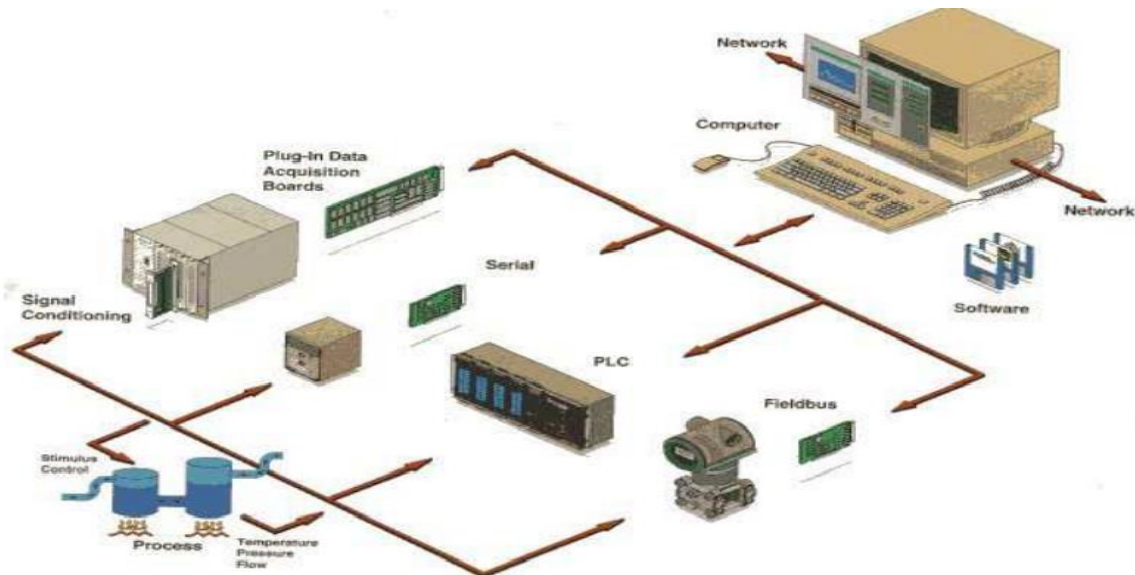 Network
Computer
Plug-In Data
Acquisition
Boards
Network
Serial
Signal
Conditioning
Software
PLC
Fieldbus
Stimulus
Control
Process
Temperature
Pressure
Flow